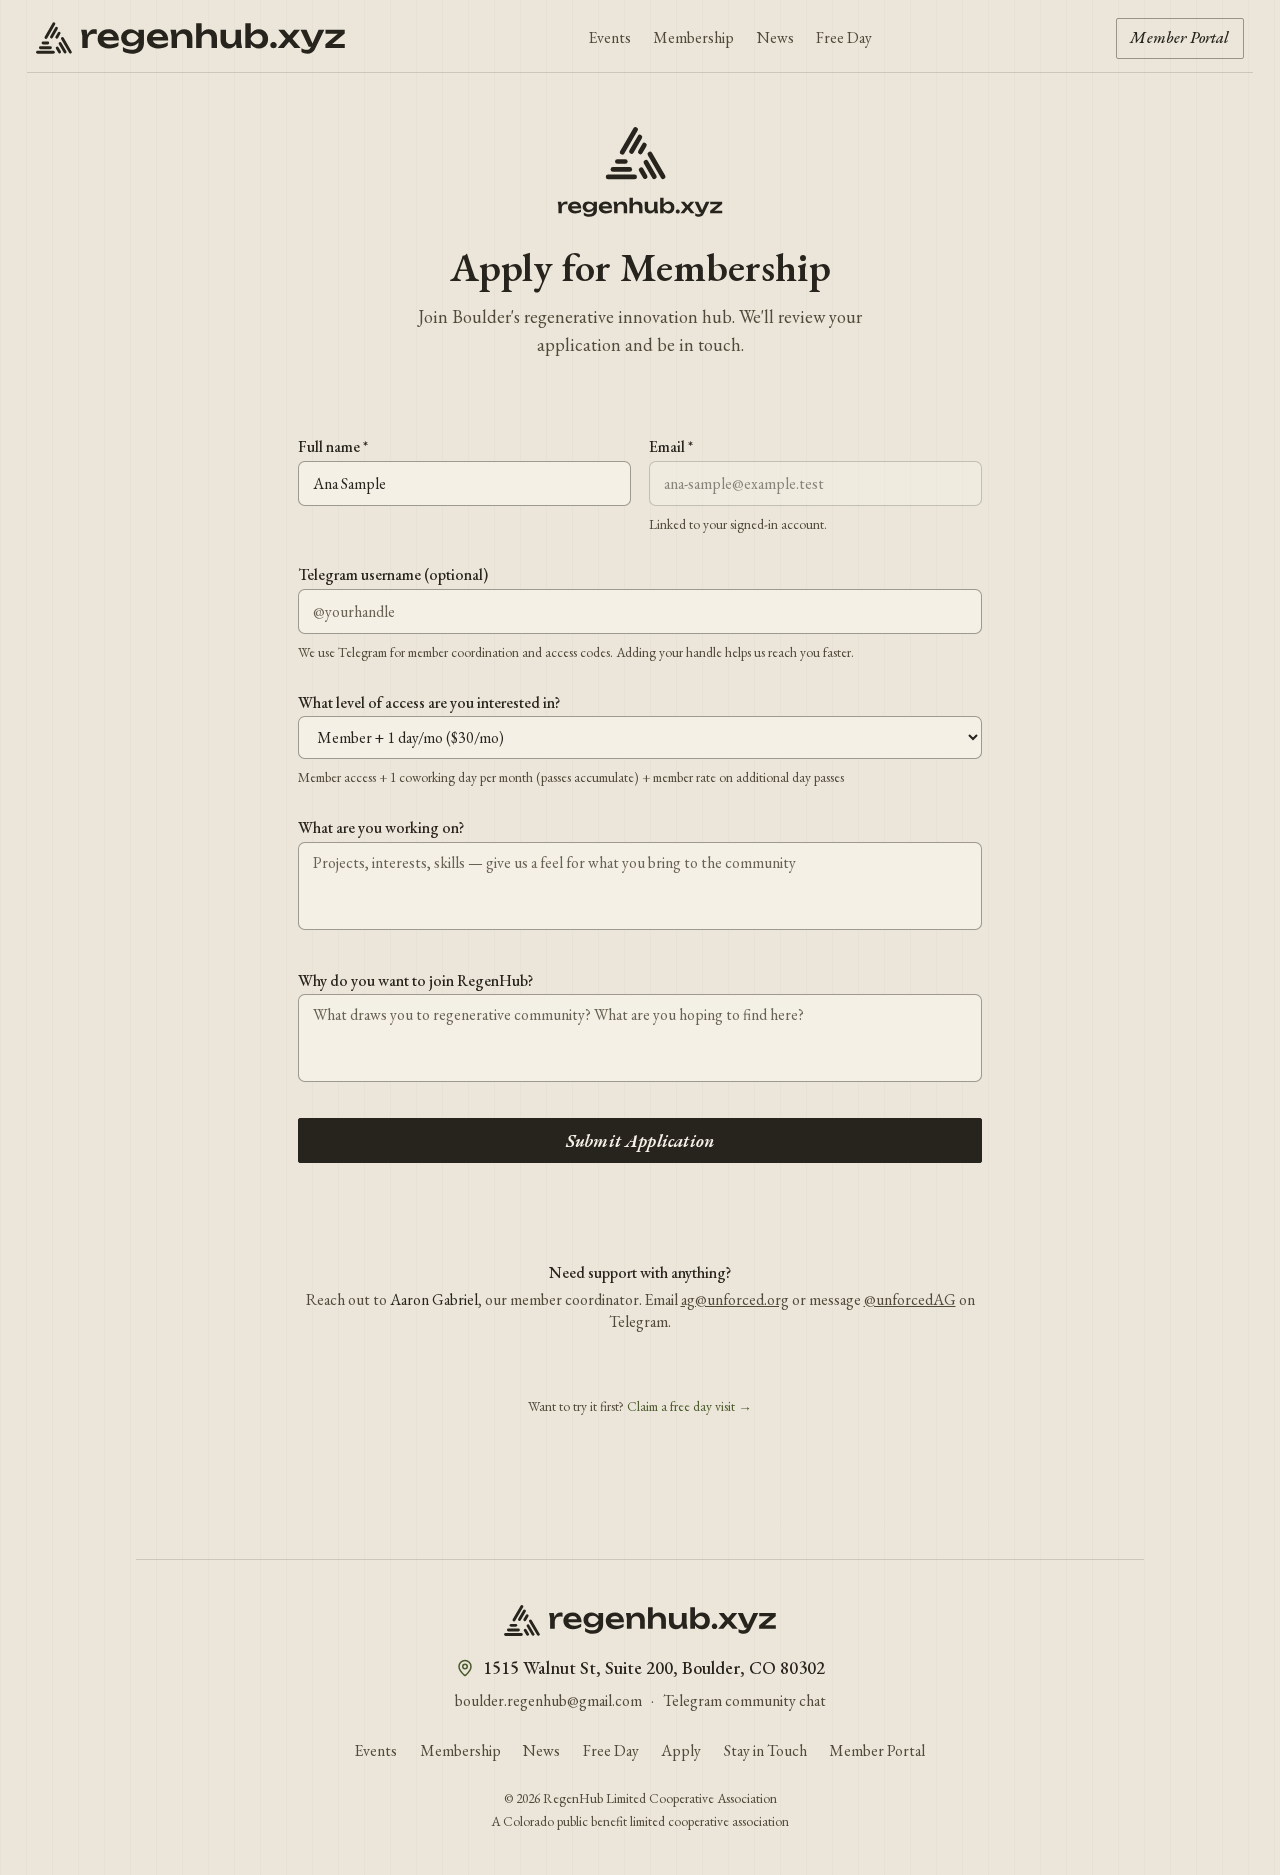 regenhub.xyz
Events Membership News Free Day
Member Portal
regenhub.xyz
Apply for Membership
Join Boulder's regenerative innovation hub. We'll review your
application and be in touch.
Full name * Email *
Ana Sample ana-sample@example.test
Linked to your signed-in account.
Telegram username (optional)
@yourhandle
We use Telegram for member coordination and access codes. Adding your handle helps us reach you faster.
What level of access are you interested in?
Member + 1 day/mo ($30/mo)
Member access + 1 coworking day per month (passes accumulate) + member rate on additional day passes
What are you working on?
Projects, interests, skills — give us a feel for what you bring to the community
Why do you want to join RegenHub?
What draws you to regenerative community? What are you hoping to find here?
Submit Application
Need support with anything?
Reach out to Aaron Gabriel, our member coordinator. Email ag@unforced.org or message @unforcedAG on
Telegram.
Want to try it first? Claim a free day visit →
regenhub.xyz
1515 Walnut St, Suite 200, Boulder, CO 80302
boulder.regenhub@gmail.com · Telegram community chat
Events Membership News Free Day Apply Stay in Touch Member Portal
© 2026 RegenHub Limited Cooperative Association
A Colorado public benefit limited cooperative association